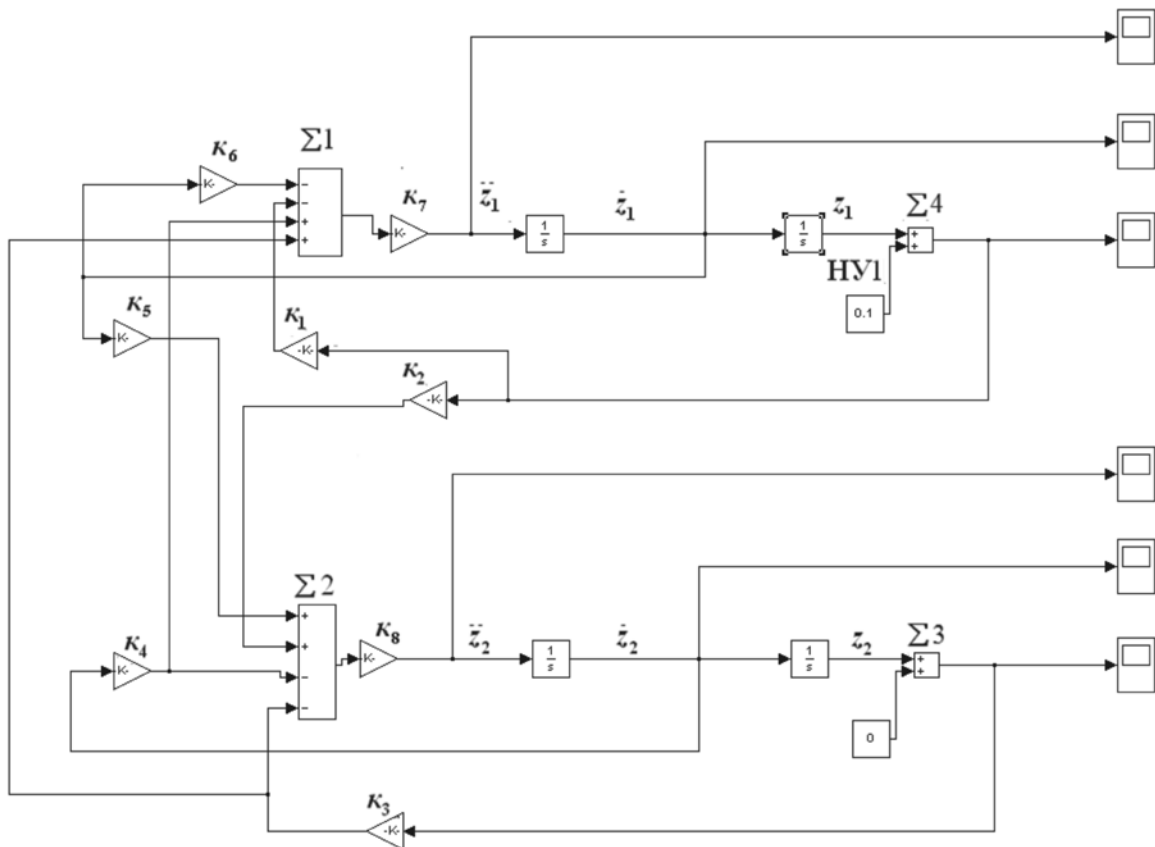 κ6
Σ1
-
-
+
+
K-
κ7
K-
z̈1
1/s
ż1
1/s
z1
Σ4
+
+
НУ1
0.1
κ5
K-
κ1
-K-
κ2
-K-
κ4
K-
Σ2
+
+
-
-
κ8
K-
z̈2
1/s
ż2
1/s
z2
Σ3
+
+
0
κ3
-K-